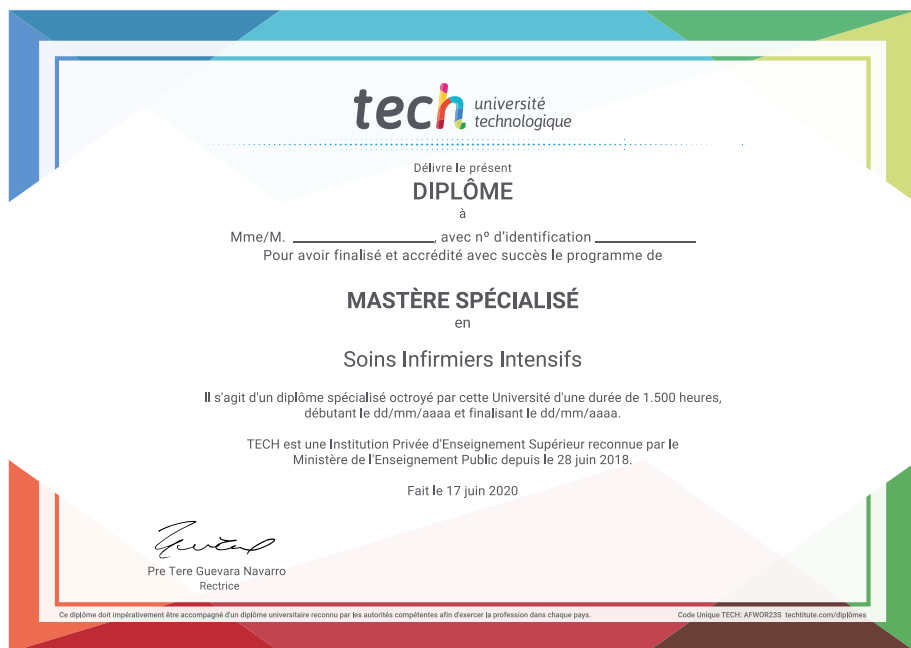 tech université
technologique
Délivre le présent
DIPLÔME
à
Mme/M. ____________, avec nº d'identification ____________
Pour avoir finalisé et accrédité avec succès le programme de
MASTÈRE SPÉCIALISÉ
en
Soins Infirmiers Intensifs
Il s'agit d'un diplôme spécialisé octroyé par cette Université d'une durée de 1.500 heures,
débutant le dd/mm/aaaa et finalisant le dd/mm/aaaa.
TECH est une Institution Privée d'Enseignement Supérieur reconnue par le
Ministère de l'Enseignement Public depuis le 28 juin 2018.
Fait le 17 juin 2020
Pre Tere Guevara Navarro
Rectrice
Ce diplôme doit impérativement être accompagné d'un diplôme universitaire reconnu par les autorités compétentes afin d'exercer la profession dans chaque pays.
Code Unique TECH: AFWOR23S techtitute.com/diplômes